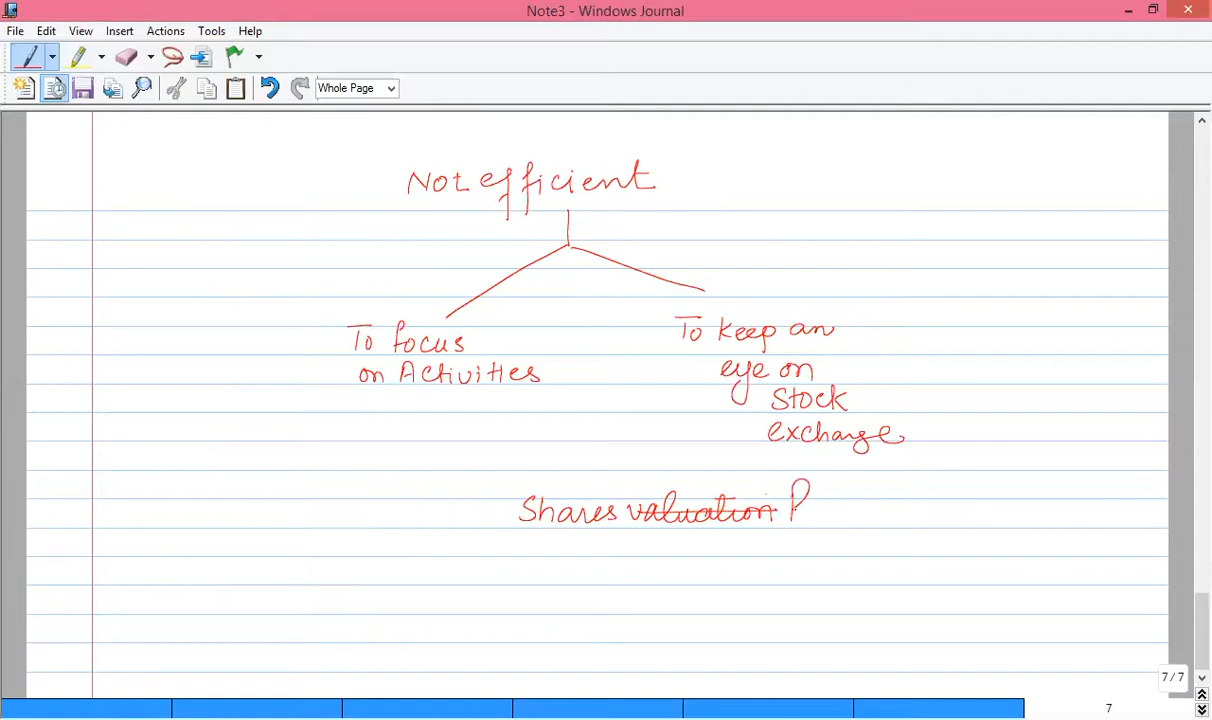 Note3 - Windows Journal
File Edit View Insert Actions Tools Help
Whole Page
Not efficient
To focus
on Activities
To keep an
eye on
Stock
exchange
Shares valuation P
7/7
7